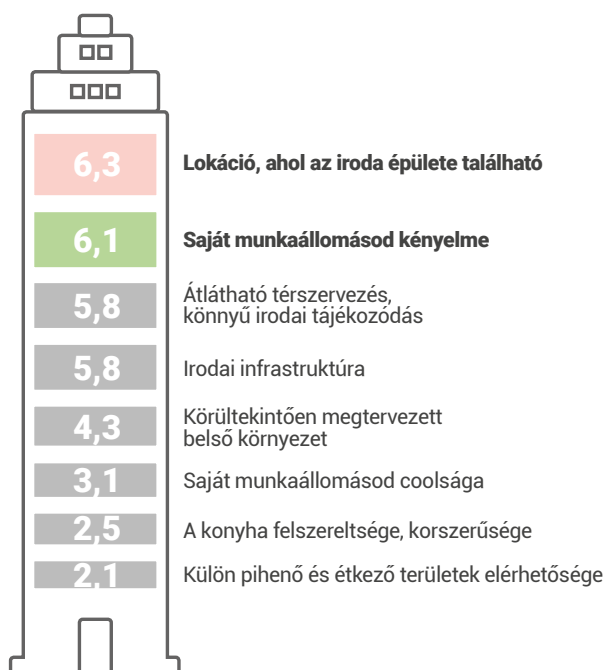 6,3 Lokáció, ahol az iroda épülete található
6,1 Saját munkaállomásod kényelme
5,8 Átlátható térszervezés,
könnyű irodai tájékozódás
5,8 Irodai infrastruktúra
4,3 Körültekintően megtervezett
belső környezet
3,1 Saját munkaállomásod coolsága
2,5 A konyha felszereltsége, korszerűsége
2,1 Külön pihenő és étkező területek elérhetősége